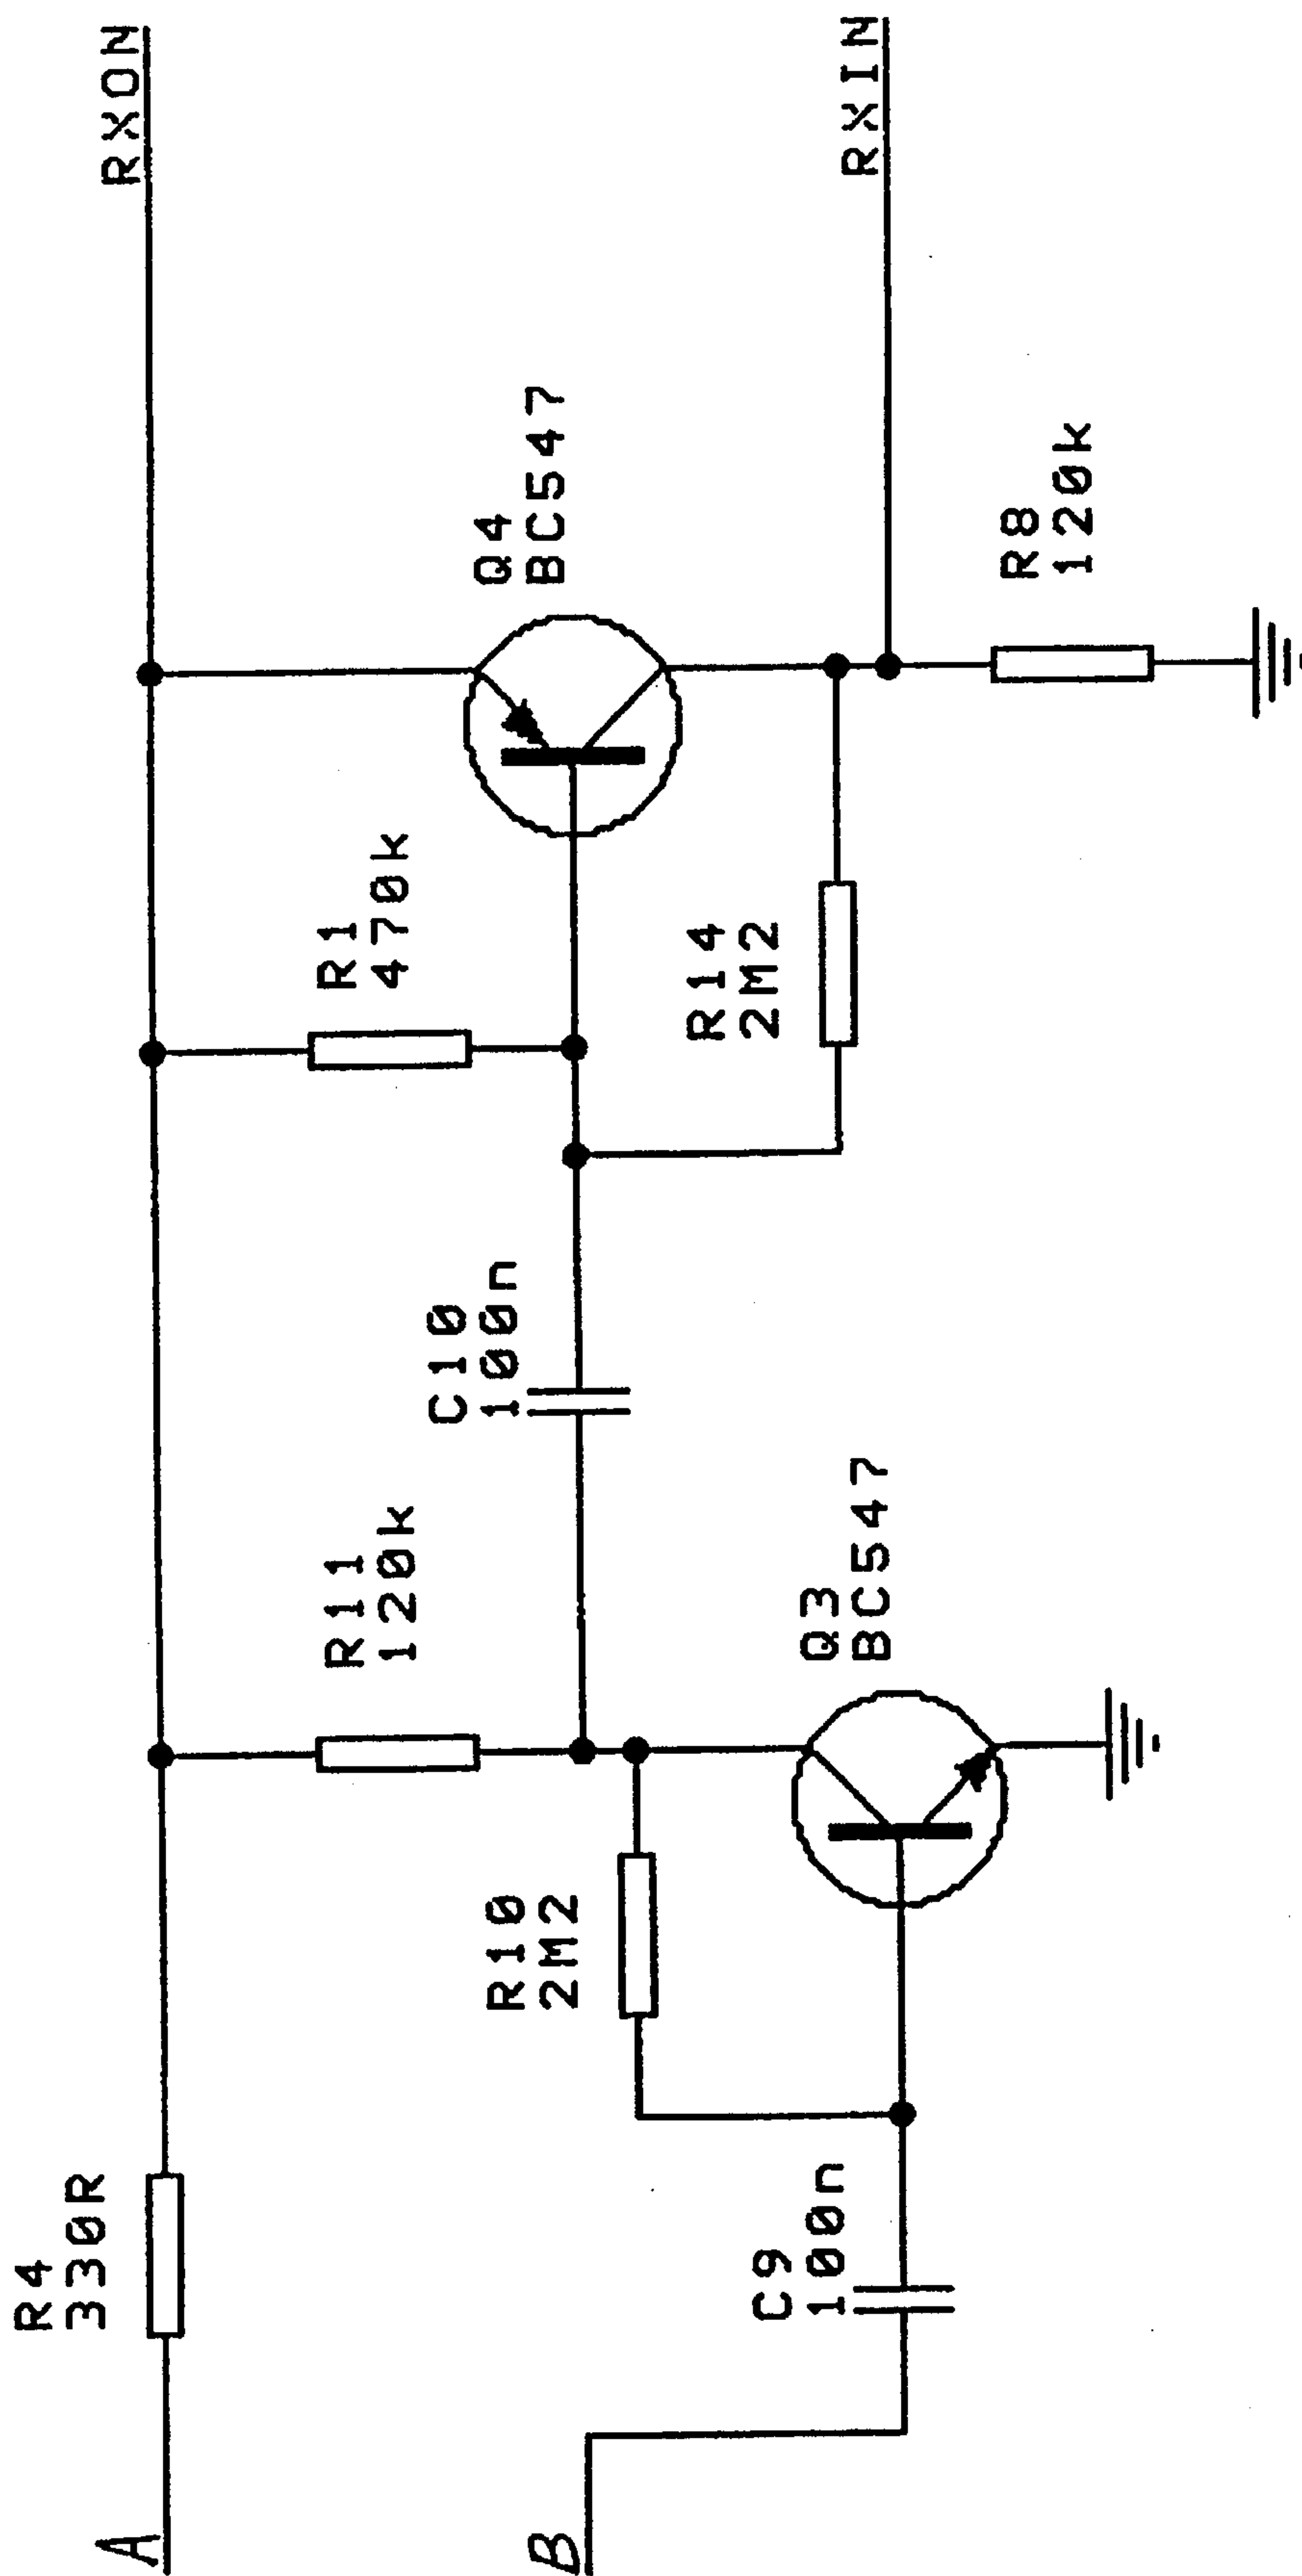 RXON
RXIN
Q4
BC547
R8
120k
R1
470k
R14
2M2
C10
100n
R11
120k
Q3
BC547
R10
2M2
R4
330R
C9
100n
A
B